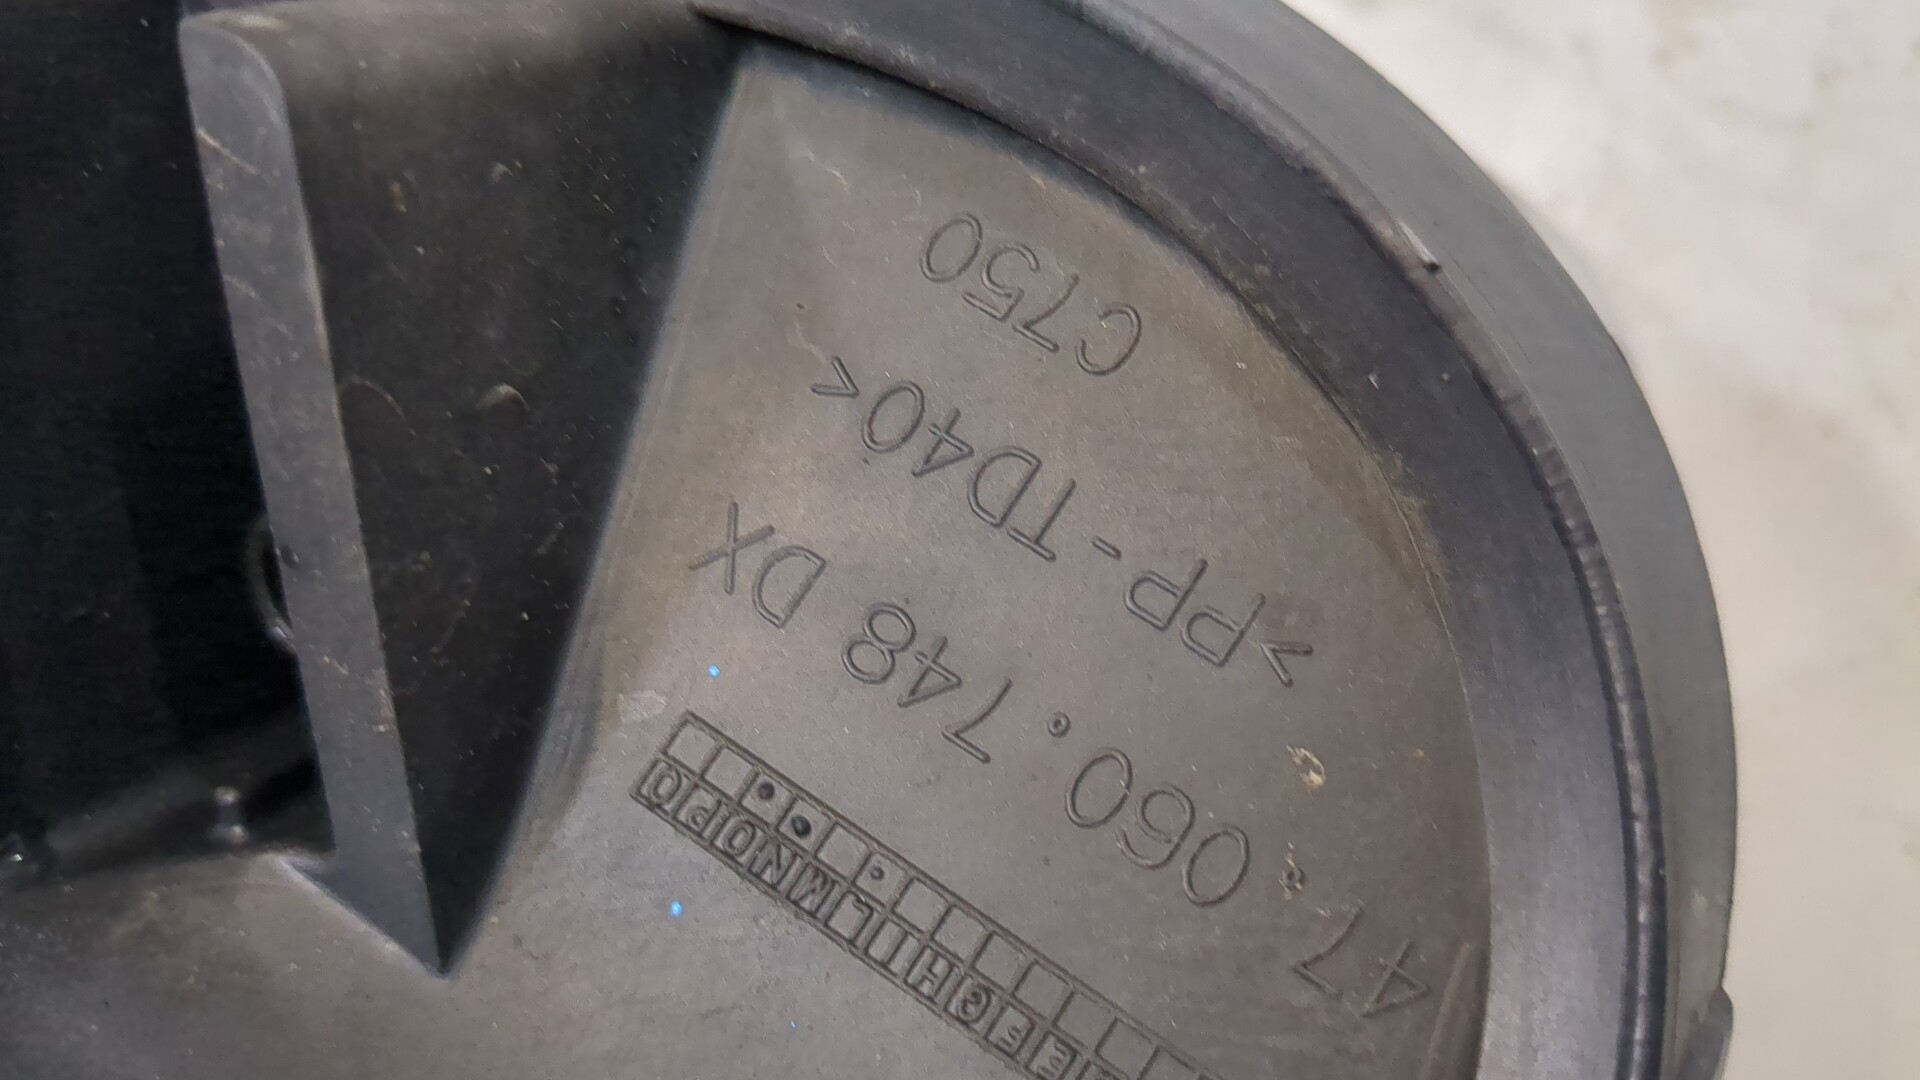 E F G H I L M N O P Q
47.060.748 DX
>PP-TD40<
C750